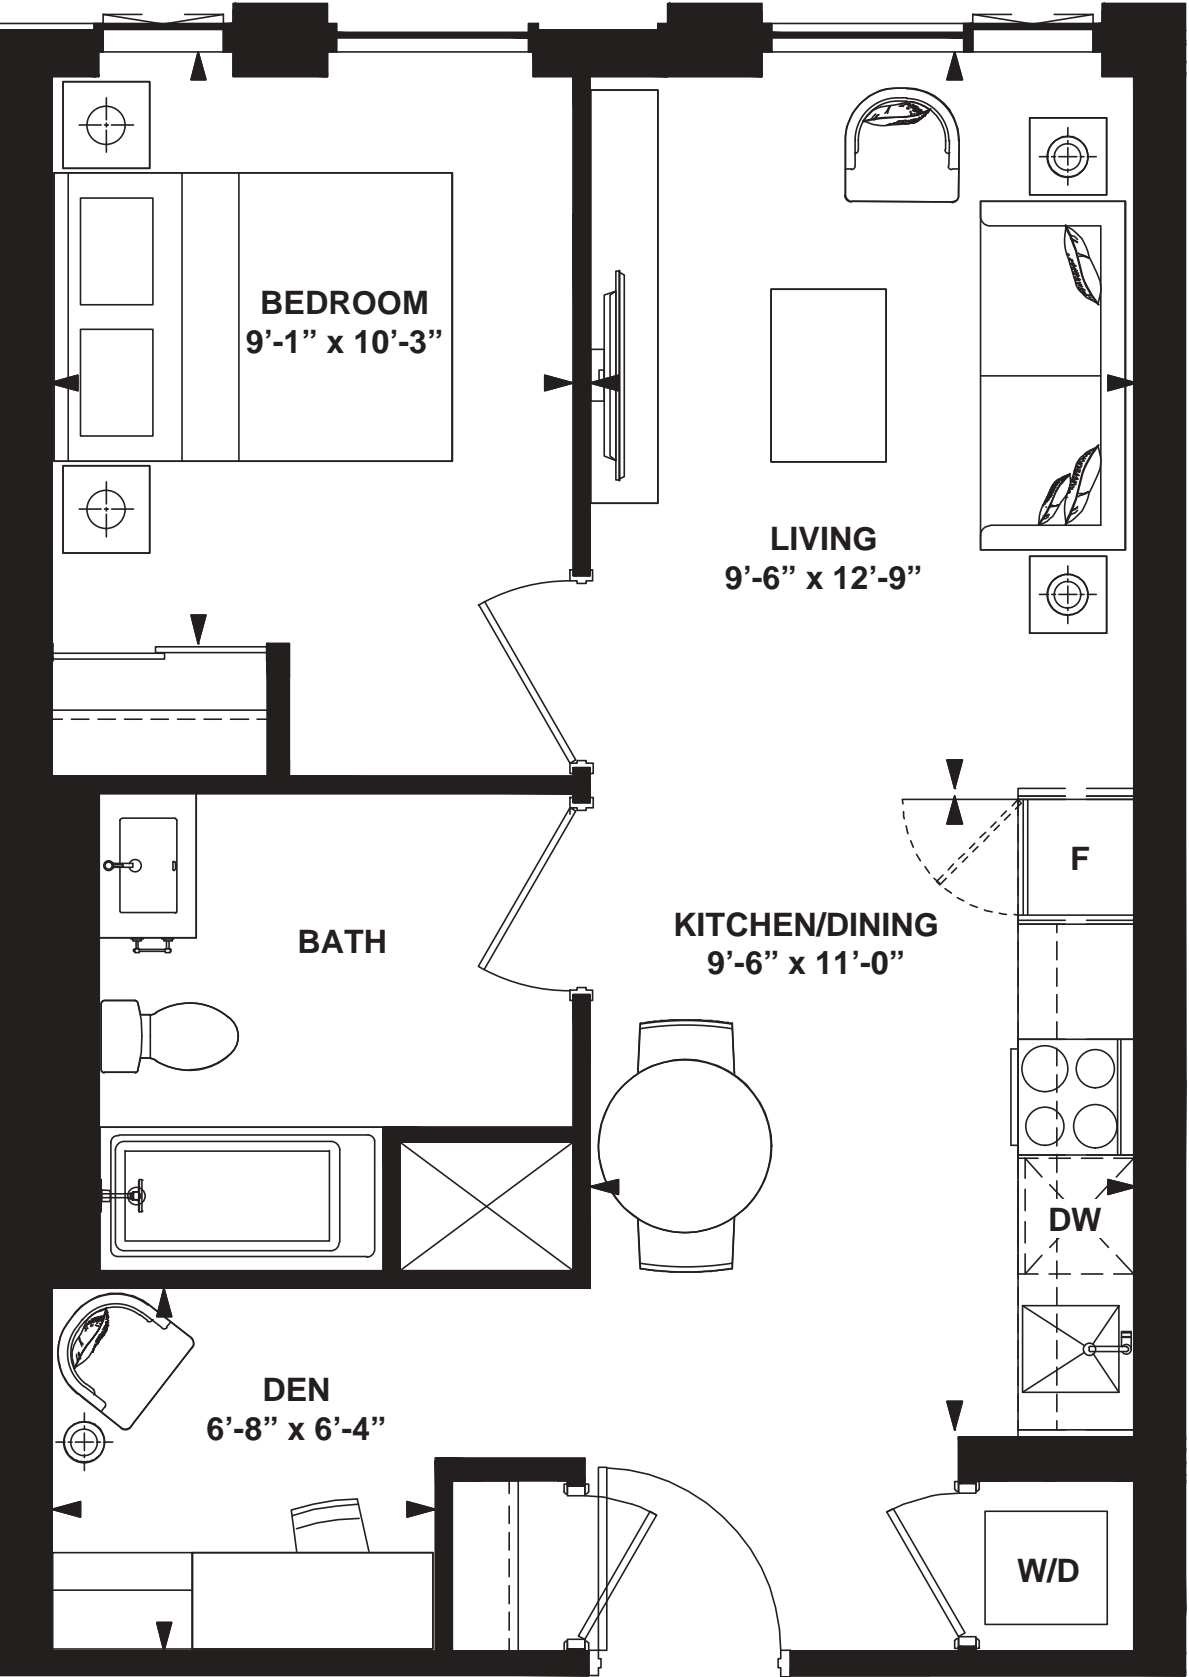 BEDROOM
9’-1” x 10’-3”
LIVING
9’-6” x 12’-9”
F
KITCHEN/DINING
9’-6” x 11’-0”
BATH
DW
DEN
6’-8” x 6’-4”
W/D